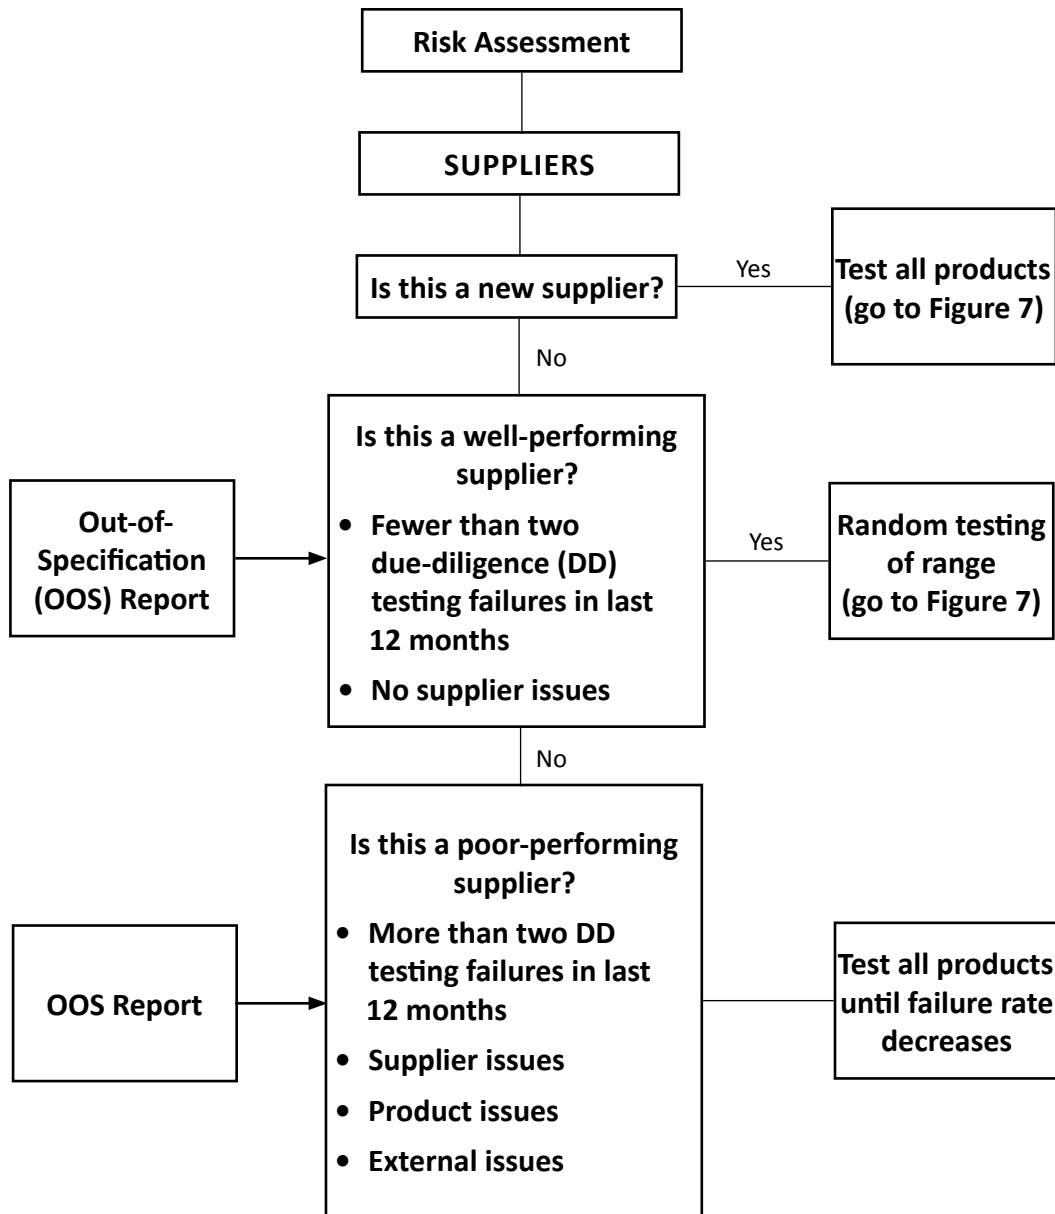 Risk Assessment
SUPPLIERS
Is this a new supplier?
Yes
Test all products
(go to Figure 7)
No
Is this a well-performing
supplier?
• Fewer than two
due-diligence (DD)
testing failures in last
12 months
• No supplier issues
Out-of-
Specification
(OOS) Report
Yes
Random testing
of range
(go to Figure 7)
No
Is this a poor-performing
supplier?
• More than two DD
testing failures in last
12 months
• Supplier issues
• Product issues
• External issues
OOS Report
Test all products
until failure rate
decreases